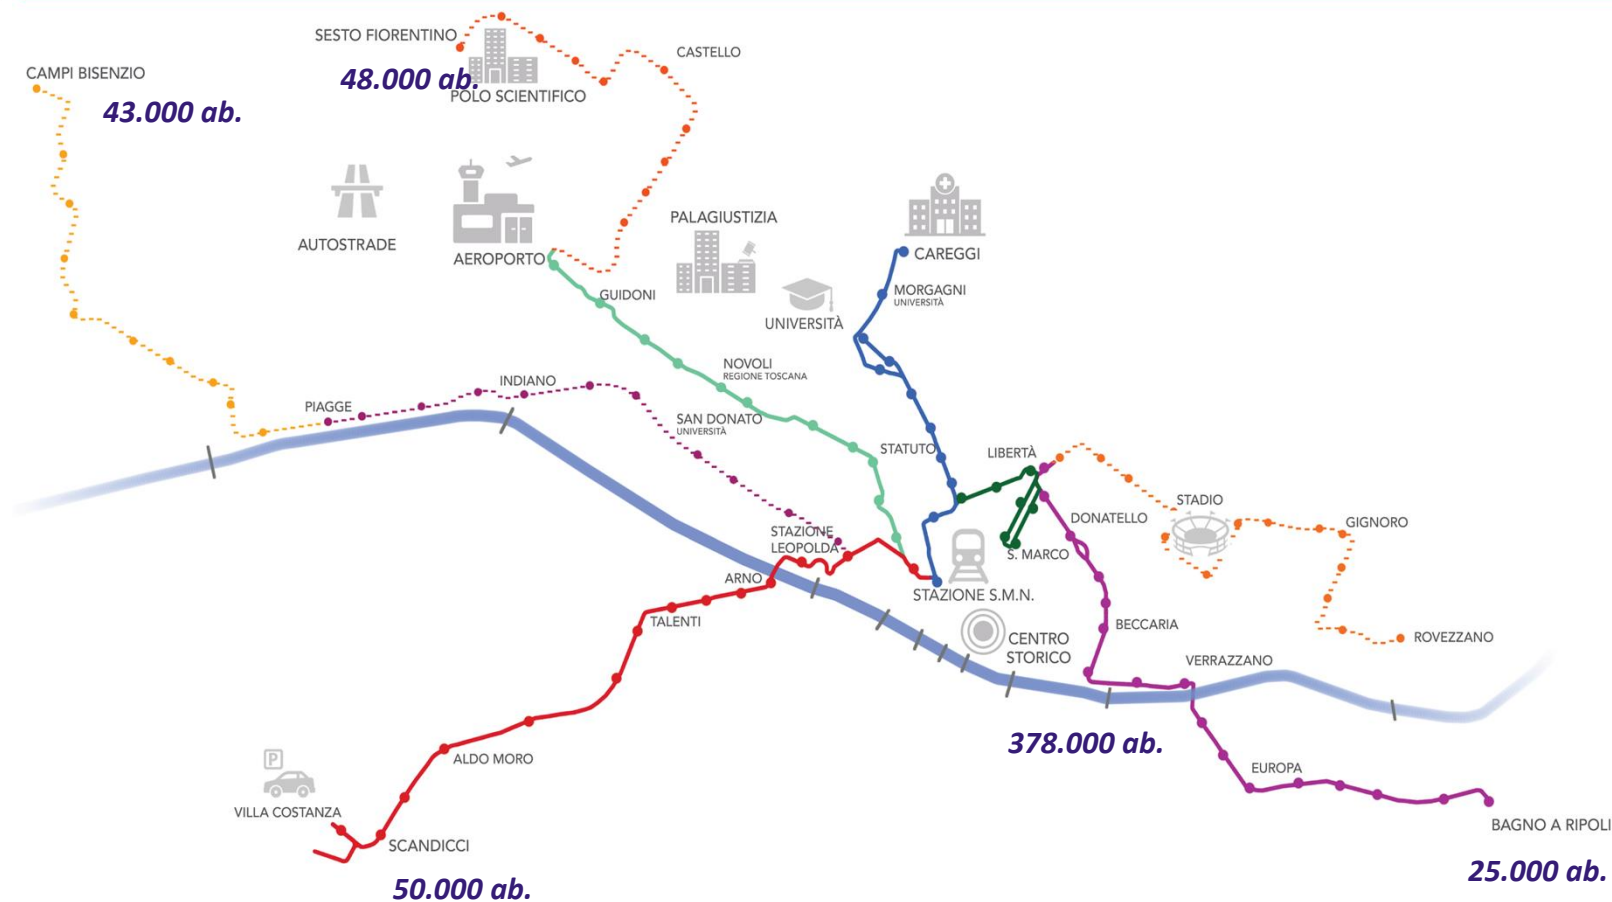 SESTO FIORENTINO
48.000 ab.
POLO SCIENTIFICO
CASTELLO
CAMPI BISENZIO
43.000 ab.
AUTOSTRADE
AEROPORTO
PALAGIUSTIZIA
GUIDONI
UNIVERSITÀ
CAREGGI
MORGAGNI
UNIVERSITÀ
NOVOLI
REGIONE TOSCANA
INDIANO
PIAGGE
SAN DONATO
UNIVERSITÀ
STATUTO
LIBERTÀ
STADIO
GIGNORO
DONATELLO
S. MARCO
STAZIONE
LEOPOLDA
ARNO
STAZIONE S.M.N.
TALENTI
CENTRO
STORICO
BECCARIA
ROVEZZANO
VERRAZZANO
378.000 ab.
ALDO MORO
EUROPA
P
VILLA COSTANZA
SCANDICCI
50.000 ab.
BAGNO A RIPOLI
25.000 ab.